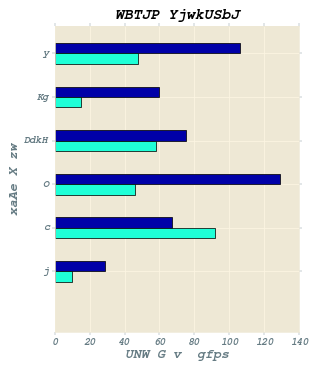 WBTJP YjwkUSbJ
y
Kg
DdkH
o
c
j
xaAe X zw
0 20 40 60 80 100 120 140
UNW G v gfps